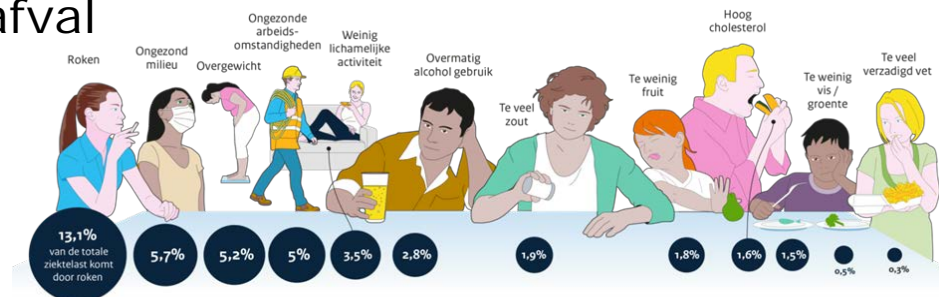 afval
Roken
Ongezond
milieu
Overgewicht
Ongezonde
arbeids-
omstandigheden
Weinig
lichamelijke
activiteit
Overmatig
alcohol gebruik
Te veel
zout
Te weinig
fruit
Hoog
cholesterol
Te weinig
vis /
groente
Te veel
verzadigd vet
13,1%
van de totale
ziektelast komt
door roken
5,7%
5,2%
5%
3,5%
2,8%
1,9%
1,8%
1,6%
1,5%
0,5%
0,3%